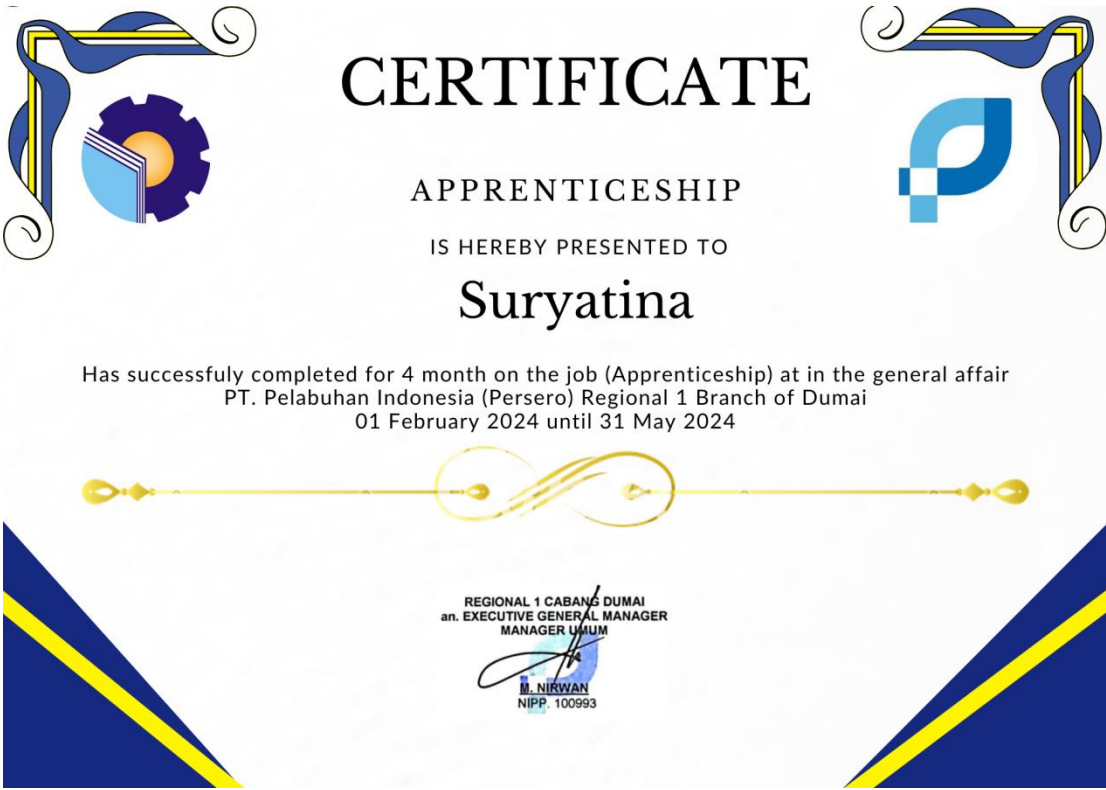 CERTIFICATE
APPRENTICESHIP
IS HEREBY PRESENTED TO
Suryatina
Has successfuly completed for 4 month on the job (Apprenticeship) at in the general affair
PT. Pelabuhan Indonesia (Persero) Regional 1 Branch of Dumai
01 February 2024 until 31 May 2024
REGIONAL 1 CABANG DUMAI
an. EXECUTIVE GENERAL MANAGER
MANAGER UMUM
M. NIRWAN
NIPP. 100993